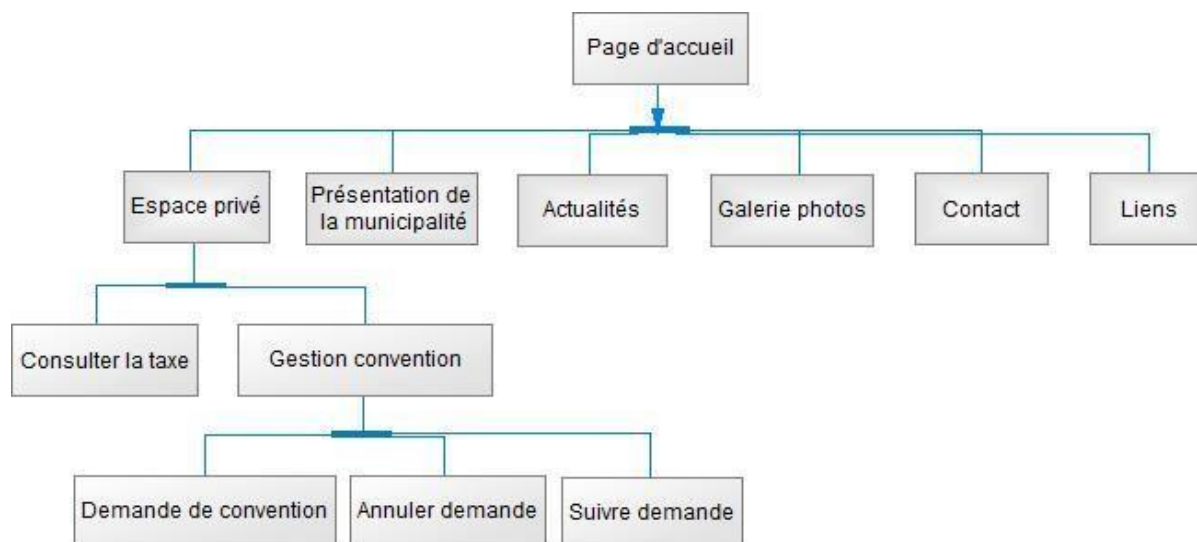 Page d'accueil
Espace privé
Présentation de
la municipalité
Actualités
Galerie photos
Contact
Liens
Consulter la taxe
Gestion convention
Demande de convention
Annuler demande
Suivre demande